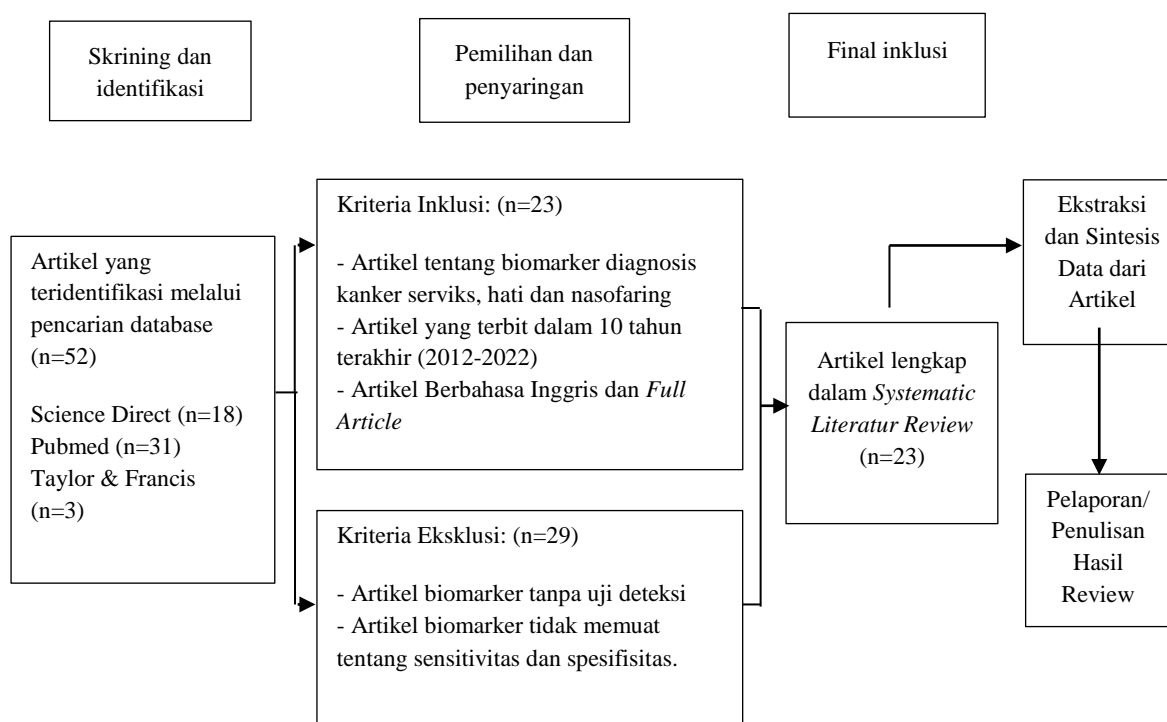 Skrining dan
identifikasi
Pemilihan dan
penyaringan
Final inklusi
Artikel yang
teridentifikasi melalui
pencarian database
(n=52)
Science Direct (n=18)
Pubmed (n=31)
Taylor & Francis
(n=3)
Kriteria Inklusi: (n=23)
- Artikel tentang biomarker diagnosis
kanker serviks, hati dan nasofaring
- Artikel yang terbit dalam 10 tahun
terakhir (2012-2022)
- Artikel Berbahasa Inggris dan Full
Article
Kriteria Eksklusi: (n=29)
- Artikel biomarker tanpa uji deteksi
- Artikel biomarker tidak memuat
tentang sensitivitas dan spesifisitas.
Artikel lengkap
dalam Systematic
Literatur Review
(n=23)
Ekstraksi
dan Sintesis
Data dari
Artikel
Pelaporan/
Penulisan
Hasil
Review